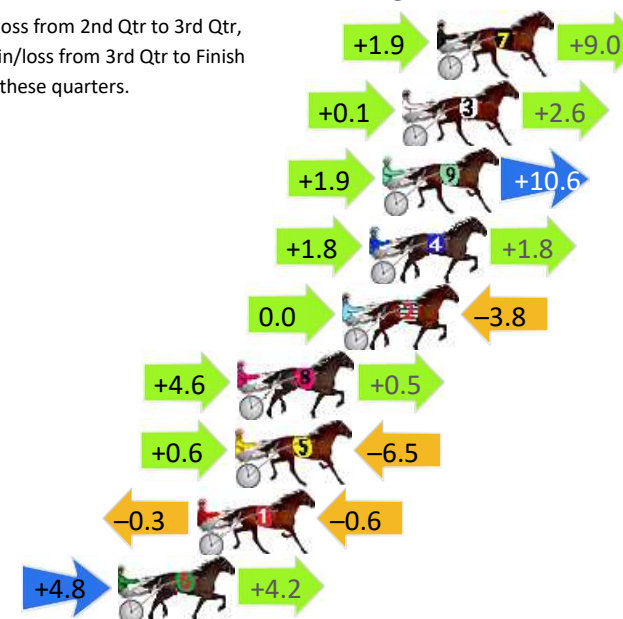 oss from 2nd Qtr to 3rd Qtr,
in/loss from 3rd Qtr to Finish
these quarters.
+1.9 7 +9.0
+0.1 3 +2.6
+1.9 9 +10.6
+1.8 4 +1.8
0.0 2 –3.8
+4.6 8 +0.5
+0.6 5 –6.5
–0.3 1 –0.6
+4.8 6 +4.2